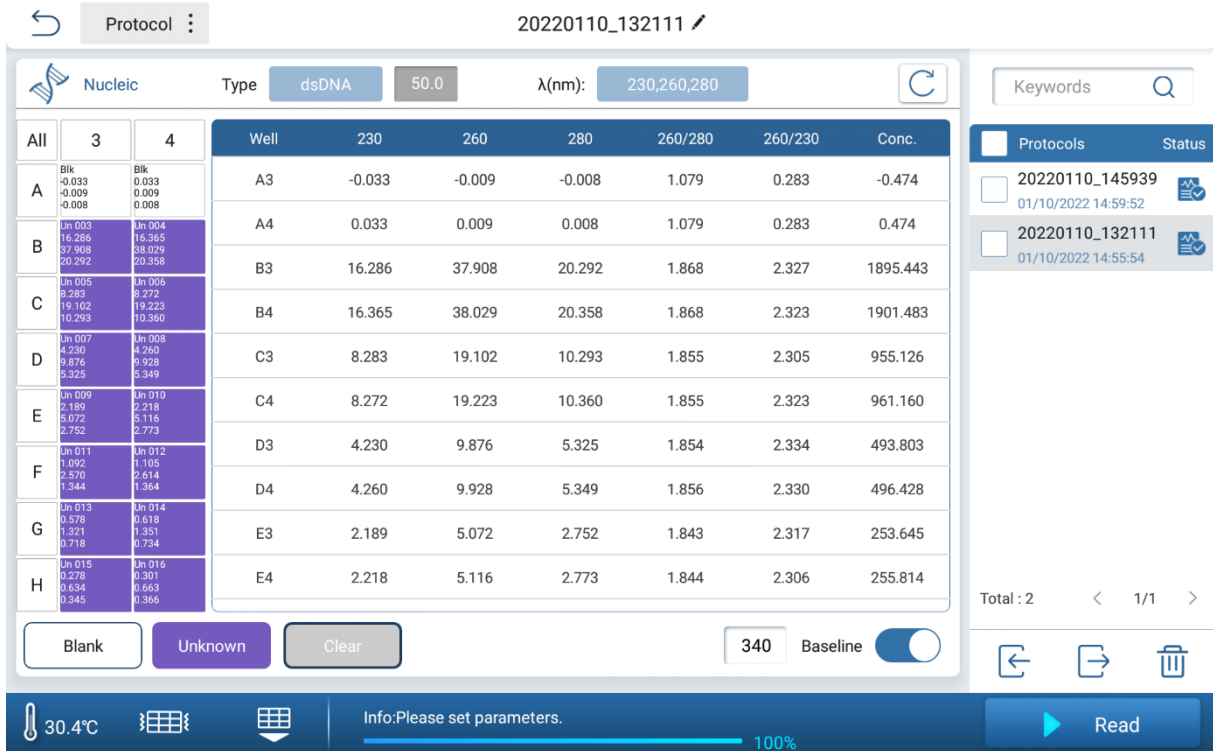 Protocol
20220110_132111
Nucleic Type dsDNA 50.0 λ(nm): 230,260,280
Keywords
All 3 4
A
Blk
-0.033
-0.009
-0.008
Blk
0.033
0.009
0.008
B
Un 003
16.286
37.908
20.292
Un 004
16.365
38.029
20.358
C
Un 005
8.283
19.102
10.293
Un 006
8.272
19.223
10.360
D
Un 007
4.230
9.876
5.325
Un 008
4.260
9.928
5.349
E
Un 009
2.189
5.072
2.752
Un 010
2.218
5.116
2.773
F
Un 011
1.092
2.570
1.344
Un 012
1.105
2.614
1.364
G
Un 013
0.578
1.321
0.718
Un 014
0.618
1.351
0.734
H
Un 015
0.278
0.634
0.345
Un 016
0.301
0.663
0.366
Well 230 260 280 260/280 260/230 Conc.
A3 -0.033 -0.009 -0.008 1.079 0.283 -0.474
A4 0.033 0.009 0.008 1.079 0.283 0.474
B3 16.286 37.908 20.292 1.868 2.327 1895.443
B4 16.365 38.029 20.358 1.868 2.323 1901.483
C3 8.283 19.102 10.293 1.855 2.305 955.126
C4 8.272 19.223 10.360 1.855 2.323 961.160
D3 4.230 9.876 5.325 1.854 2.334 493.803
D4 4.260 9.928 5.349 1.856 2.330 496.428
E3 2.189 5.072 2.752 1.843 2.317 253.645
E4 2.218 5.116 2.773 1.844 2.306 255.814
Protocols Status
20220110_145939
01/10/2022 14:59:52
20220110_132111
01/10/2022 14:55:54
Total : 2 < 1/1 >
Blank Unknown Clear 340 Baseline
30.4℃ Info:Please set parameters.
100%
Read